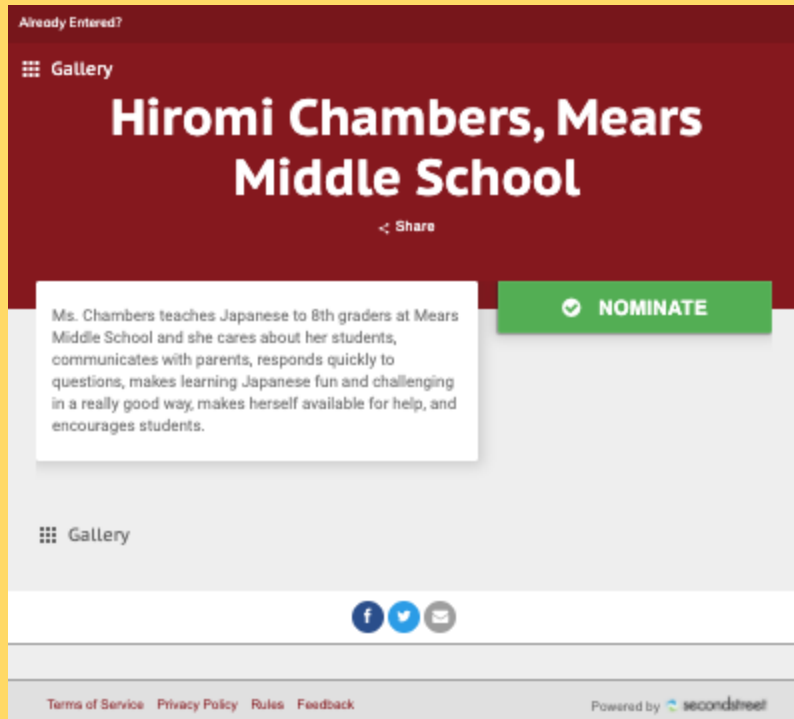 Already Entered?
Gallery
Hiromi Chambers, Mears
Middle School
Share
Ms. Chambers teaches Japanese to 8th graders at Mears
Middle School and she cares about her students,
communicates with parents, responds quickly to
questions, makes learning Japanese fun and challenging
in a really good way, makes herself available for help, and
encourages students.
NOMINATE
Gallery
f
Terms of Service Privacy Policy Rules Feedback
Powered by secondstreet